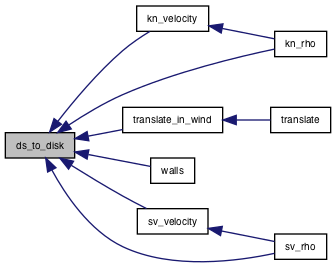 kn_velocity
kn_rho
translate_in_wind
translate
ds_to_disk
walls
sv_velocity
sv_rho